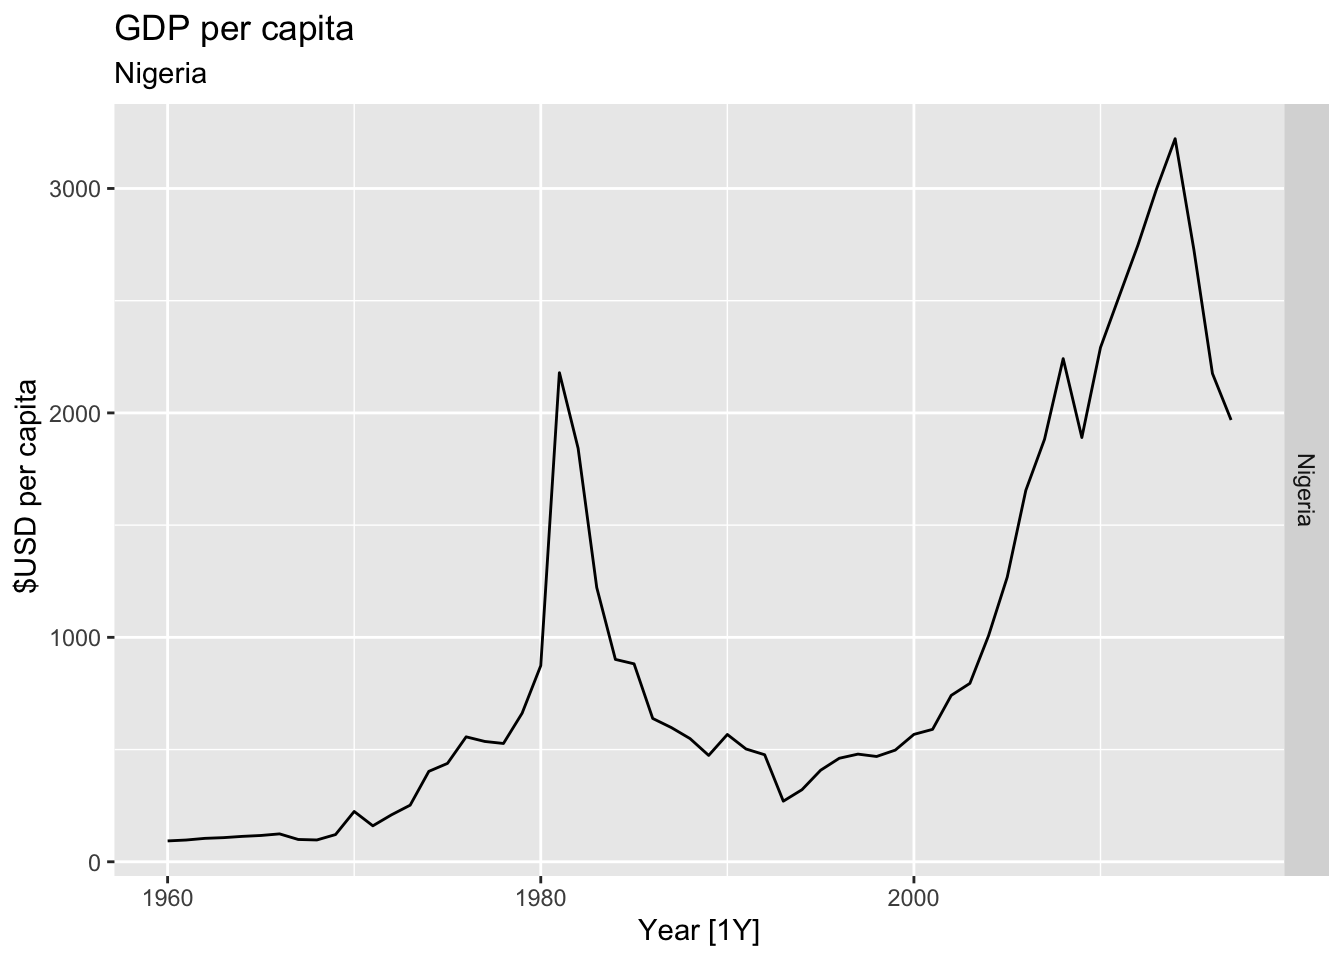 GDP per capita
Nigeria
3000
2000
1000
0
$USD per capita
Nigeria
1960
1980
2000
Year [1Y]